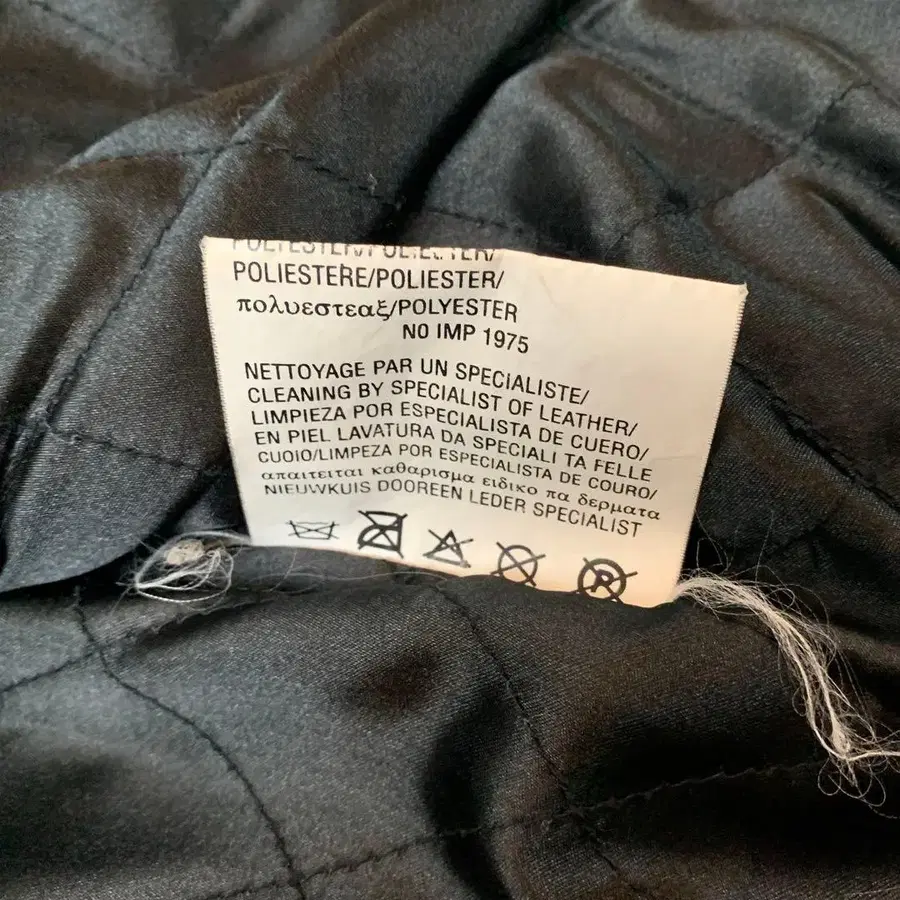 POLIESTERE/POLIESTER/
πολυεστεαξ/POLYESTER
NO IMP 1975
NETTOYAGE PAR UN SPECIALISTE/
CLEANING BY SPECIALIST OF LEATHER/
LIMPIEZA POR ESPECIALISTA DE CUERO/
EN PIEL LAVATURA DA SPECIALI TA FELLE
CUOIO/LIMPEZA POR ESPECIALISTA DE COURO/
απαιτειται καθαρισμα ειδικο πα δερματα
NIEUWKUIS DOOREEN LEDER SPECIALIST
R